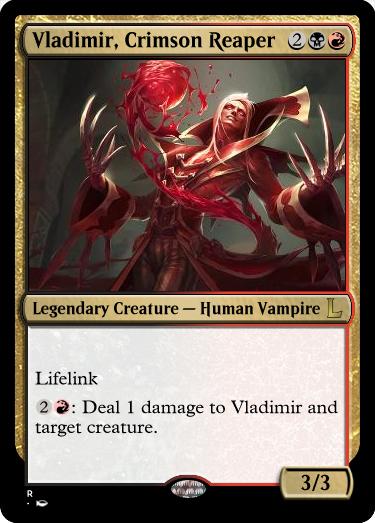 Vladimir, Crimson Reaper 2
Legendary Creature — Human Vampire L
Lifelink
2 : Deal 1 damage to Vladimir and
target creature.
3/3
R